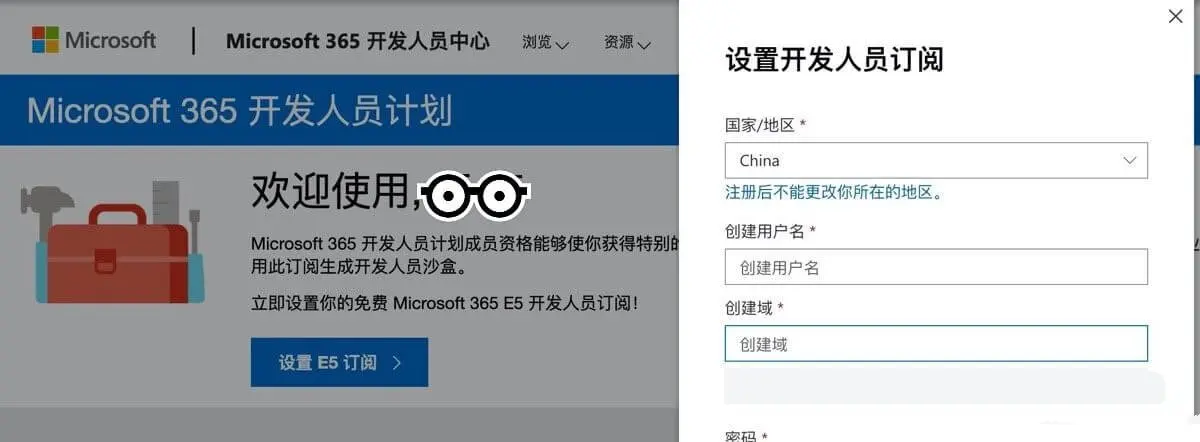 Microsoft
Microsoft 365 开发人员中心
浏览
资源
Microsoft 365 开发人员计划
欢迎使用,
Microsoft 365 开发人员计划成员资格能够使你获得特别的
用此订阅生成开发人员沙盒。
立即设置你的免费 Microsoft 365 E5 开发人员订阅！
设置 E5 订阅
设置开发人员订阅
国家/地区 *
China
注册后不能更改你所在的地区。
创建用户名 *
创建用户名
创建域 *
创建域
密码 *